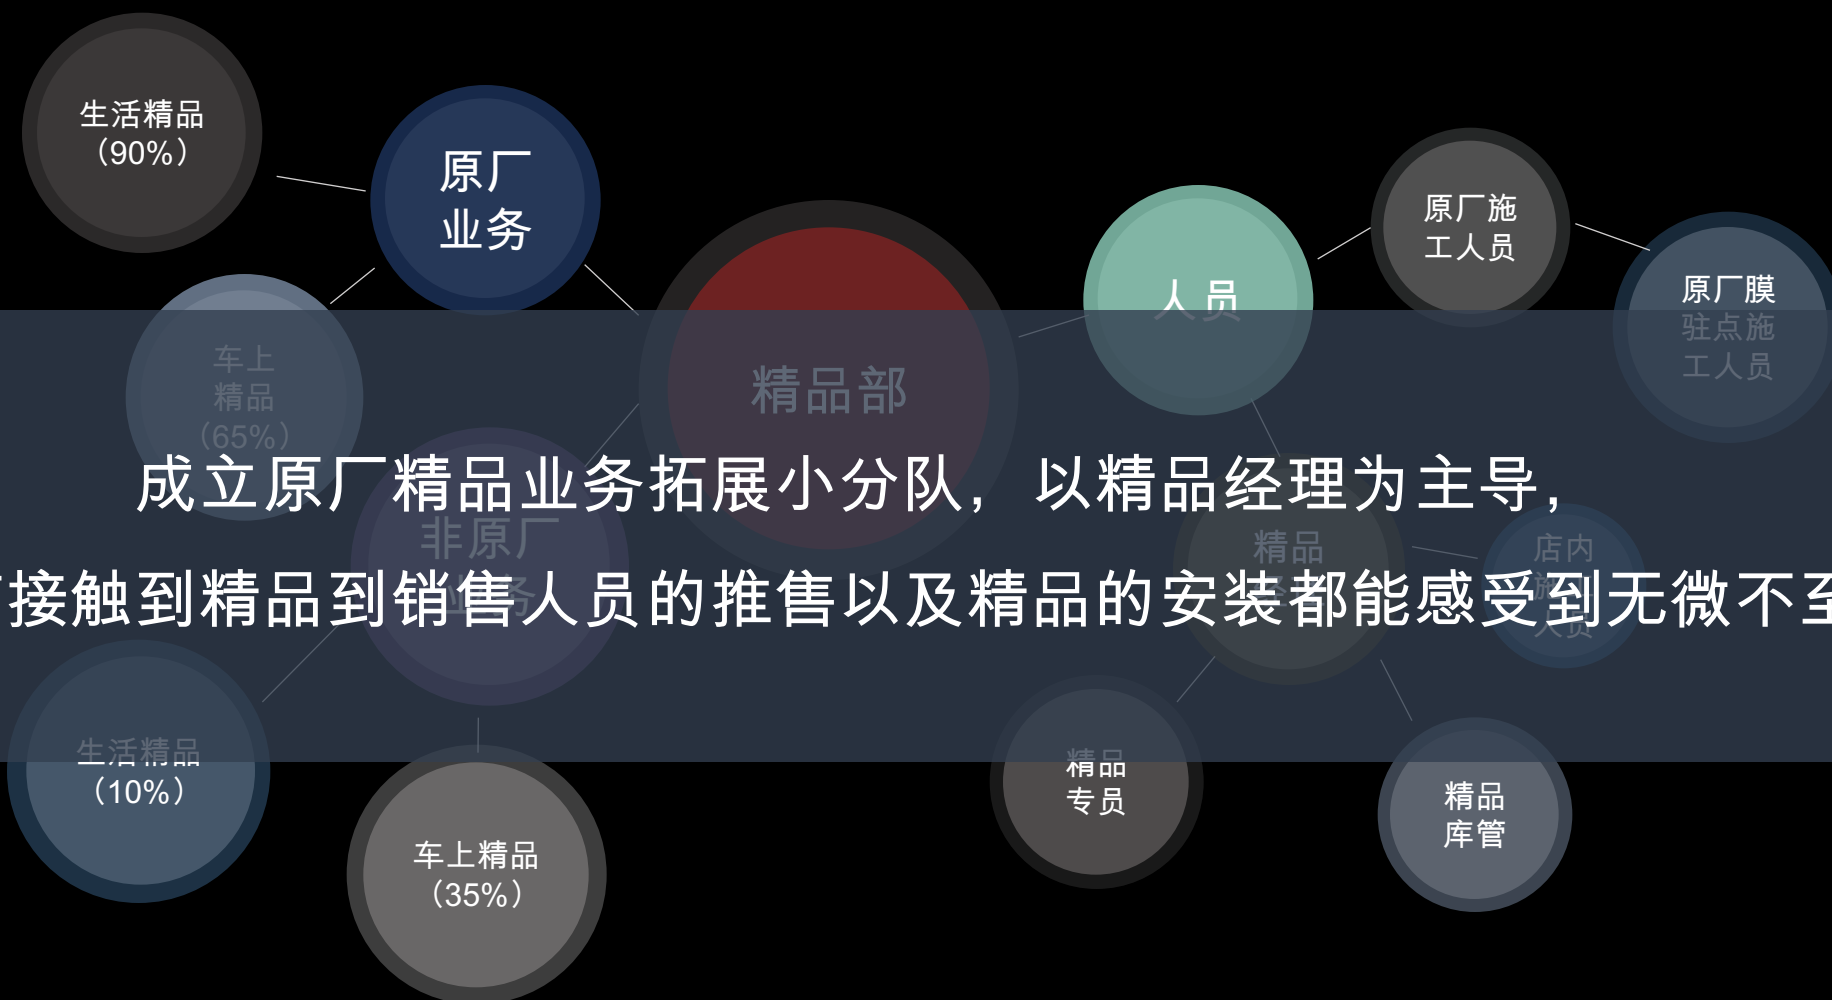 生活精品
（90%）
原厂
业务
车上
精品
（65%）
精品部
人员
原厂施
工人员
原厂膜
驻点施
工人员
成立原厂精品业务拓展小分队，以精品经理为主导，
接触到精品到销售人员的推售以及精品的安装都能感受到无微不至
非原厂
业务
精品
店内
人员
生活精品
（10%）
车上精品
（35%）
精品
专员
精品
库管